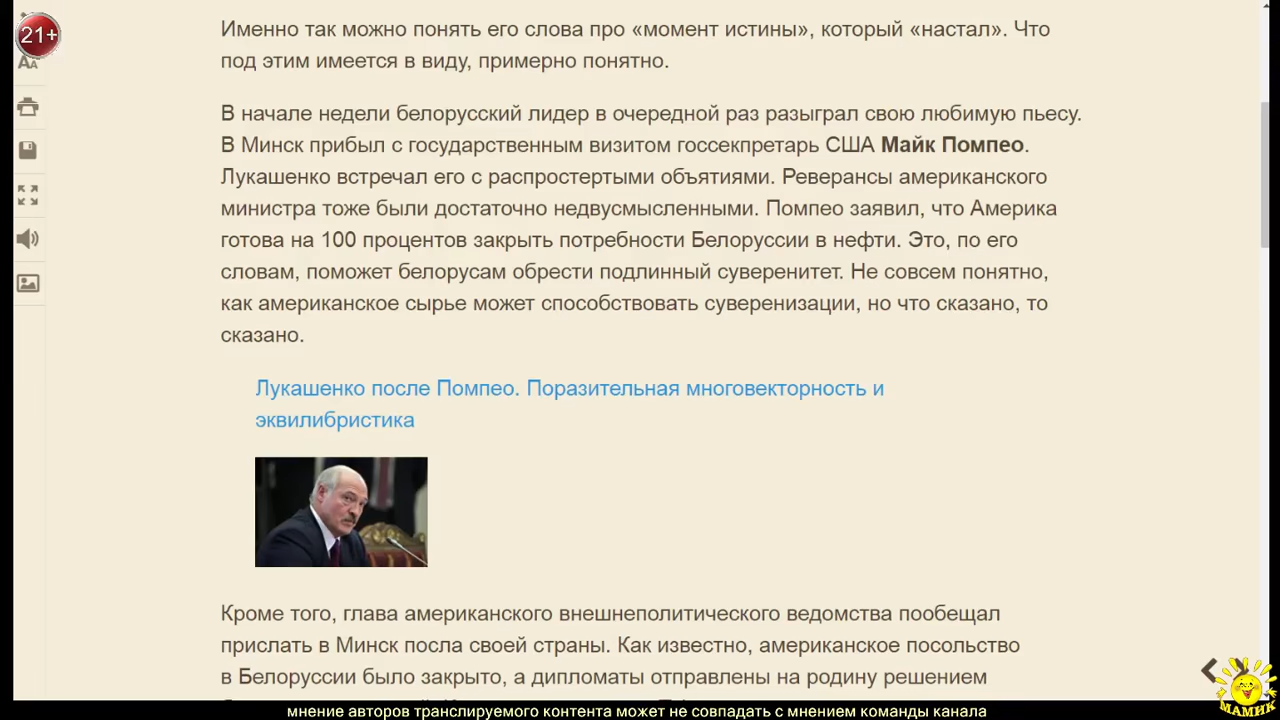 21+
AA
Именно так можно понять его слова про «момент истины», который «настал». Что
под этим имеется в виду, примерно понятно.
В начале недели белорусский лидер в очередной раз разыграл свою любимую пьесу.
В Минск прибыл с государственным визитом госсекпретарь США Майк Помпео.
Лукашенко встречал его с распростертыми объятиями. Реверансы американского
министра тоже были достаточно недвусмысленными. Помпео заявил, что Америка
готова на 100 процентов закрыть потребности Белоруссии в нефти. Это, по его
словам, поможет белорусам обрести подлинный суверенитет. Не совсем понятно,
как американское сырье может способствовать суверенизации, но что сказано, то
сказано.
Лукашенко после Помпео. Поразительная многовекторность и
эквилибристика
Кроме того, глава американского внешнеполитического ведомства пообещал
прислать в Минск посла своей страны. Как известно, американское посольство
в Белоруссии было закрыто, а дипломаты отправлены на родину решением
МАМИК
мнение авторов транслируемого контента может не совпадать с мнением команды канала